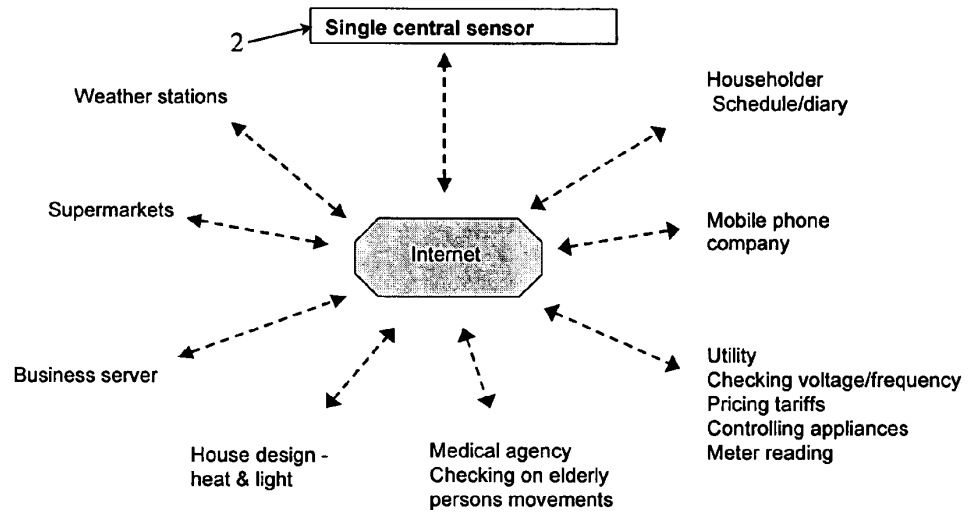 Single central sensor
2
Householder
Schedule/diary
Weather stations
Supermarkets
Mobile phone
company
Internet
Business server
Utility
Checking voltage/frequency
Pricing tariffs
Controlling appliances
Meter reading
House design -
heat & light
Medical agency
Checking on elderly
persons movements